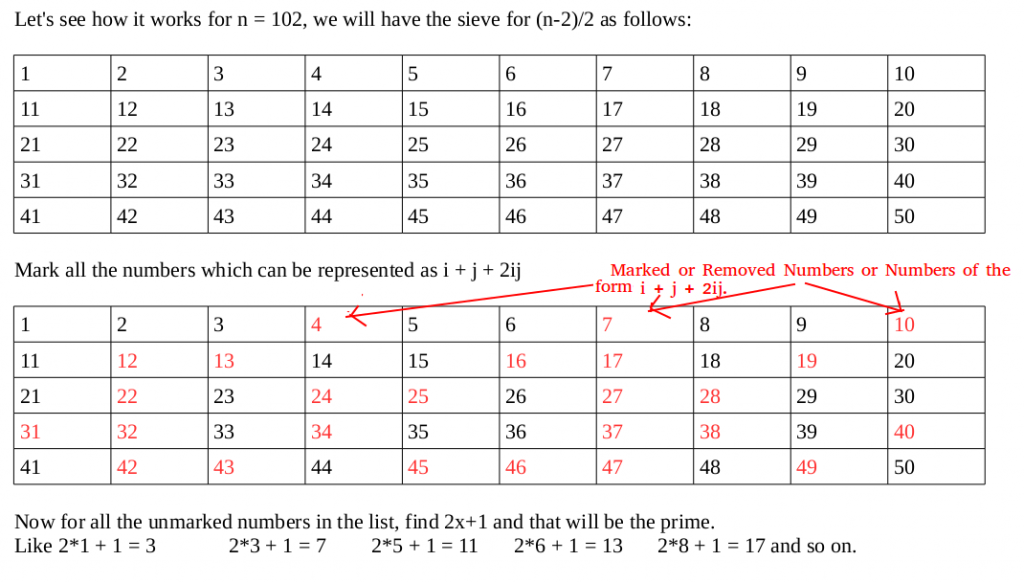 Let's see how it works for n = 102, we will have the sieve for (n-2)/2 as follows:
1 2 3 4 5 6 7 8 9 10
11 12 13 14 15 16 17 18 19 20
21 22 23 24 25 26 27 28 29 30
31 32 33 34 35 36 37 38 39 40
41 42 43 44 45 46 47 48 49 50
Mark all the numbers which can be represented as i + j + 2ij
Marked or Removed Numbers or Numbers of the
form i + j + 2ij.
1 2 3 4 5 6 7 8 9 10
11 12 13 14 15 16 17 18 19 20
21 22 23 24 25 26 27 28 29 30
31 32 33 34 35 36 37 38 39 40
41 42 43 44 45 46 47 48 49 50
Now for all the unmarked numbers in the list, find 2x+1 and that will be the prime.
Like 2*1 + 1 = 3 2*3 + 1 = 7 2*5 + 1 = 11 2*6 + 1 = 13 2*8 + 1 = 17 and so on.